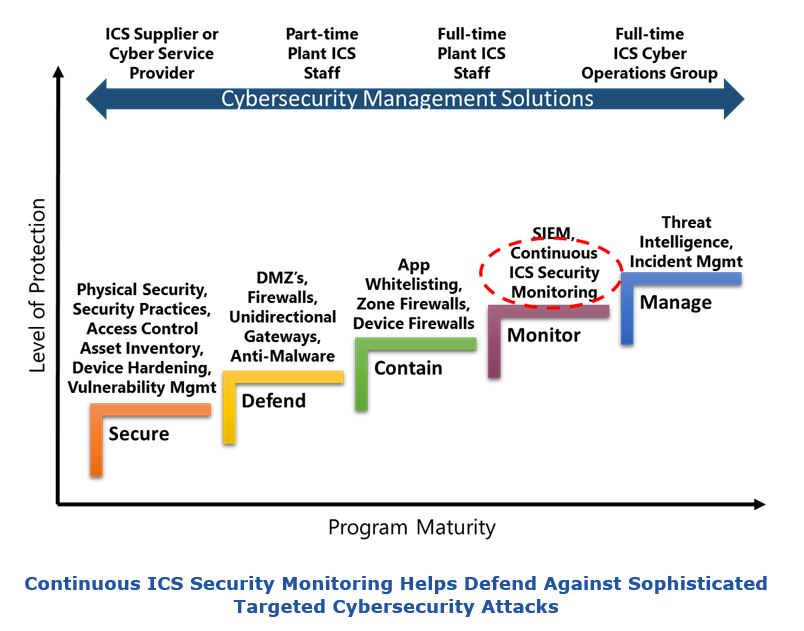 ICS Supplier or
Cyber Service
Provider
Part-time
Plant ICS
Staff
Full-time
Plant ICS
Staff
Full-time
ICS Cyber
Operations Group
Cybersecurity Management Solutions
Level of Protection
Physical Security,
Security Practices,
Access Control
Asset Inventory,
Device Hardening,
Vulnerability Mgmt
Secure
DMZ's,
Firewalls,
Unidirectional
Gateways,
Anti-Malware
Defend
App
Whitelisting,
Zone Firewalls,
Device Firewalls
Contain
SIEM,
Continuous
ICS Security
Monitoring
Monitor
Threat
Intelligence,
Incident Mgmt
Manage
Program Maturity
Continuous ICS Security Monitoring Helps Defend Against Sophisticated
Targeted Cybersecurity Attacks